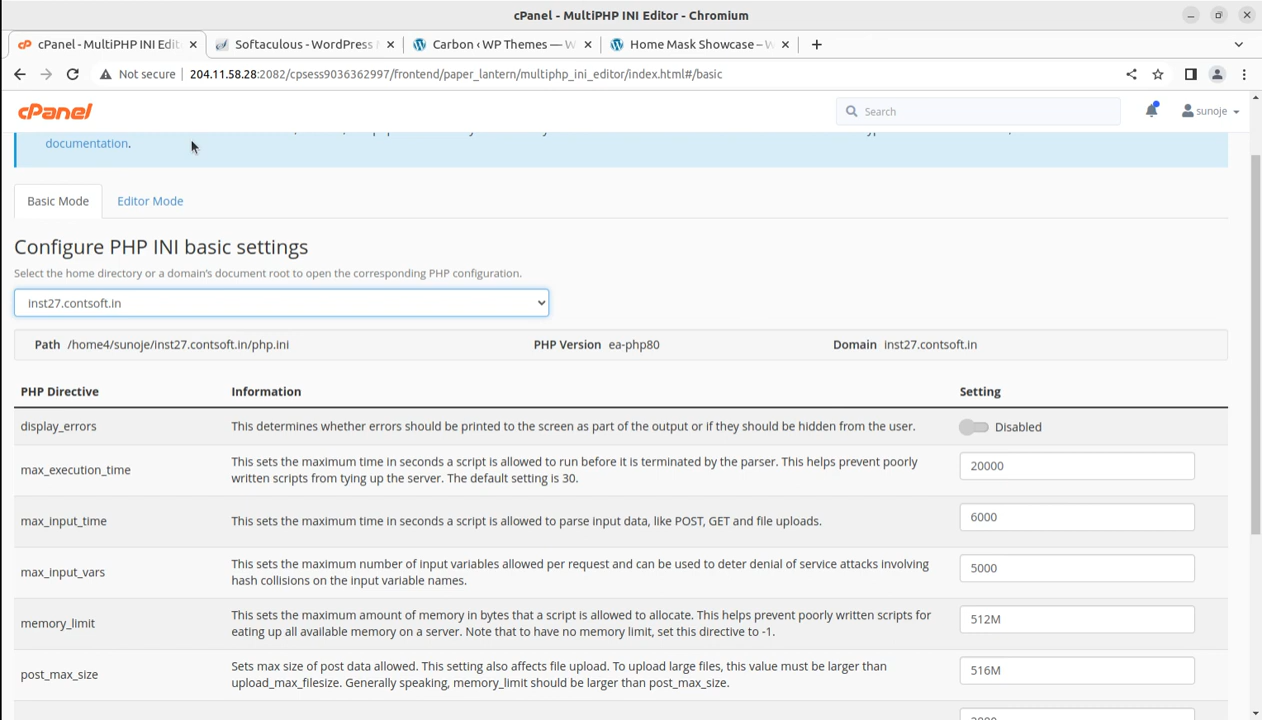 cPanel - MultiPHP INI Editor - Chromium
cPanel - MultiPHP INI Edit
Softaculous - WordPress
Carbon ‹ WP Themes — W
Home Mask Showcase – W
Not secure
204.11.58.28:2082/cpsess9036362997/frontend/paper_lantern/multiphp_ini_editor/index.html#/basic
cPanel
Search
sunoje
documentation.
Basic Mode
Editor Mode
Configure PHP INI basic settings
Select the home directory or a domain's document root to open the corresponding PHP configuration.
inst27.contsoft.in
Path /home4/sunoje/inst27.contsoft.in/php.ini
PHP Version ea-php80
Domain inst27.contsoft.in
PHP Directive
Information
Setting
display_errors
This determines whether errors should be printed to the screen as part of the output or if they should be hidden from the user.
Disabled
max_execution_time
This sets the maximum time in seconds a script is allowed to run before it is terminated by the parser. This helps prevent poorly
written scripts from tying up the server. The default setting is 30.
20000
max_input_time
This sets the maximum time in seconds a script is allowed to parse input data, like POST, GET and file uploads.
6000
max_input_vars
This sets the maximum number of input variables allowed per request and can be used to deter denial of service attacks involving
hash collisions on the input variable names.
5000
memory_limit
This sets the maximum amount of memory in bytes that a script is allowed to allocate. This helps prevent poorly written scripts for
eating up all available memory on a server. Note that to have no memory limit, set this directive to -1.
512M
post_max_size
Sets max size of post data allowed. This setting also affects file upload. To upload large files, this value must be larger than
upload_max_filesize. Generally speaking, memory_limit should be larger than post_max_size.
516M